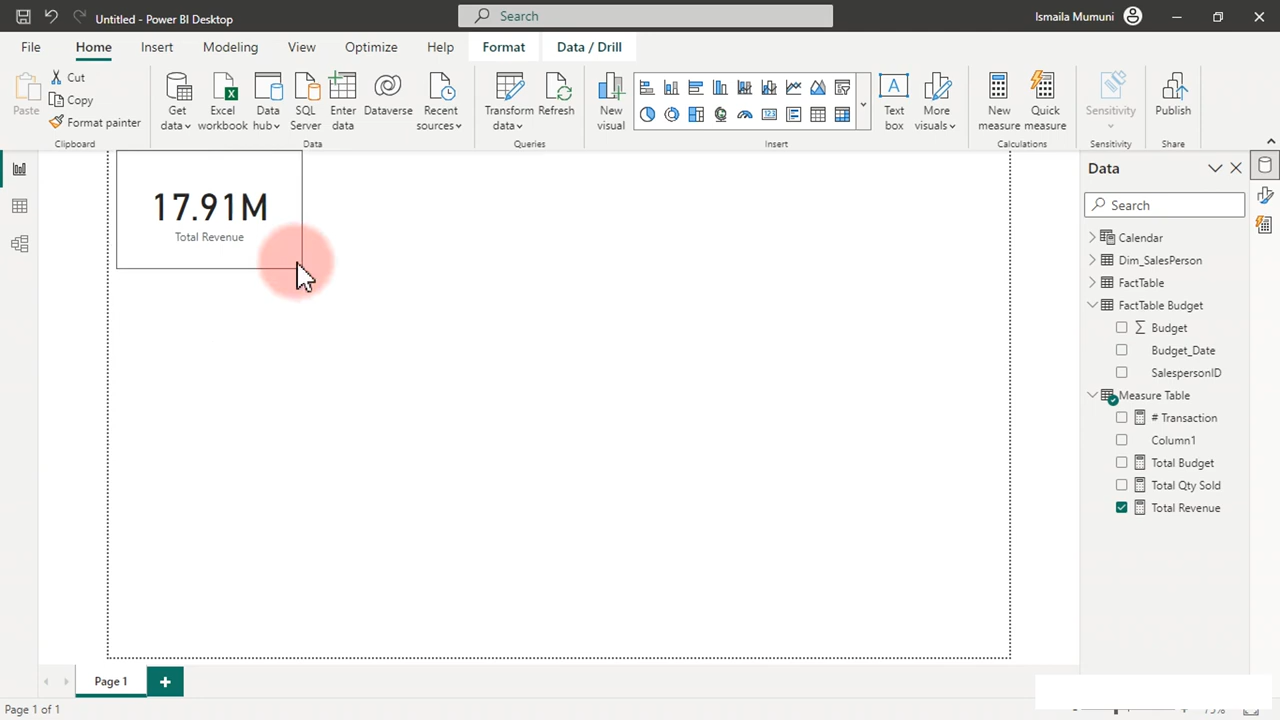 Untitled - Power BI Desktop
Search
Ismaila Mumuni
File
Home
Insert
Modeling
View
Optimize
Help
Format
Data / Drill
Paste
Cut
Copy
Format painter
Clipboard
Get data
Excel workbook
Data hub
SQL Server
Enter data
Dataverse
Recent sources
Data
Transform data
Refresh
Queries
New visual
Text box
More visuals
Insert
New measure
Quick measure
Calculations
Sensitivity
Sensitivity
Publish
Share
17.91M
Total Revenue
Data
Search
Calendar
Dim_SalesPerson
FactTable
FactTable Budget
Budget
Budget_Date
SalespersonID
Measure Table
# Transaction
Column1
Total Budget
Total Qty Sold
Total Revenue
Page 1
Page 1 of 1